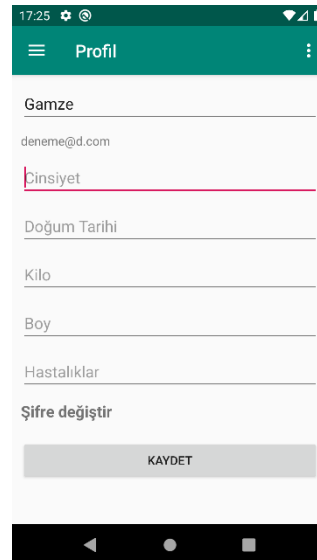 17:25
Profil
Gamze
deneme@d.com
Cinsiyet
Doğum Tarihi
Kilo
Boy
Hastalıklar
Şifre değiştir
KAYDET